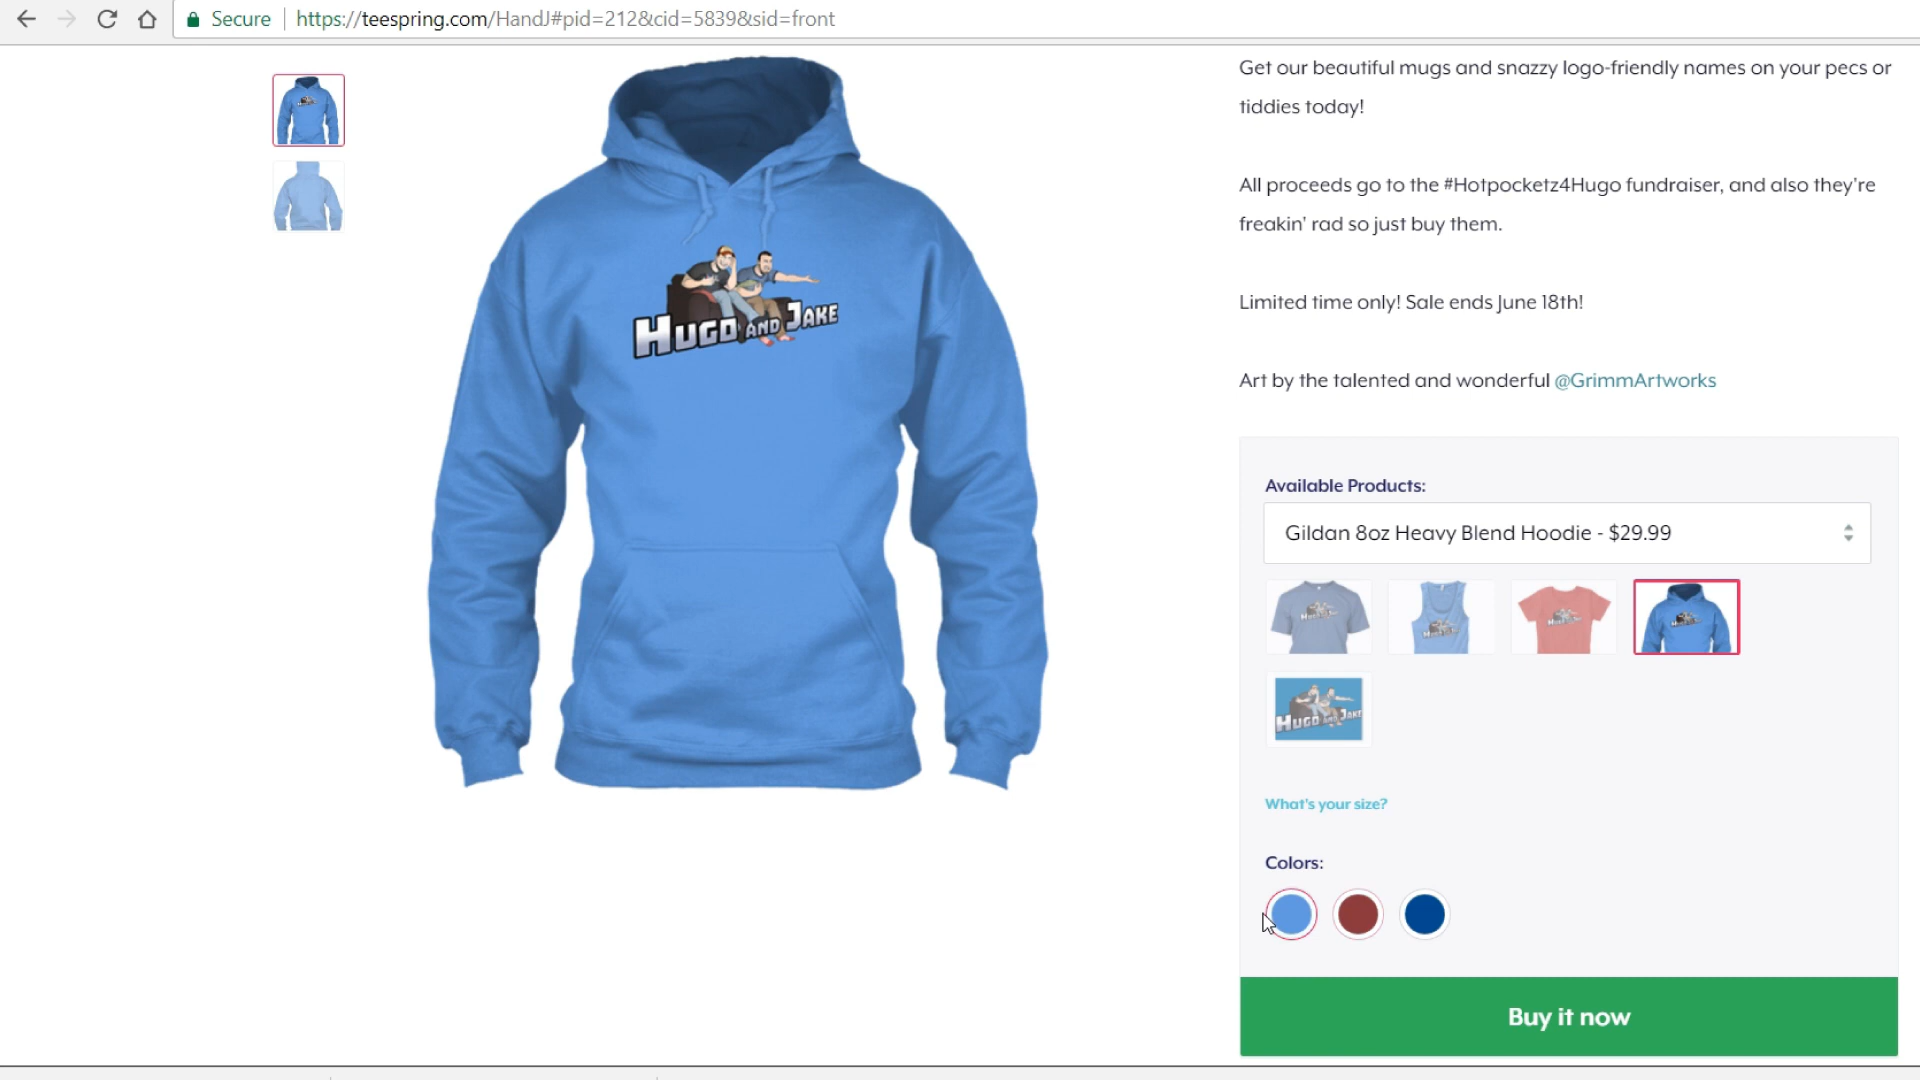 Secure
https://teespring.com/HandJ#pid=212&cid=5839&sid=front
Get our beautiful mugs and snazzy logo-friendly names on your pecs or
tiddies today!
All proceeds go to the #Hotpocketz4Hugo fundraiser, and also they're
freakin' rad so just buy them.
Limited time only! Sale ends June 18th!
Art by the talented and wonderful @GrimmArtworks
HUGO AND JAKE
Available Products:
Gildan 8oz Heavy Blend Hoodie - $29.99
HUGO AND JAKE
What's your size?
Colors:
Buy it now